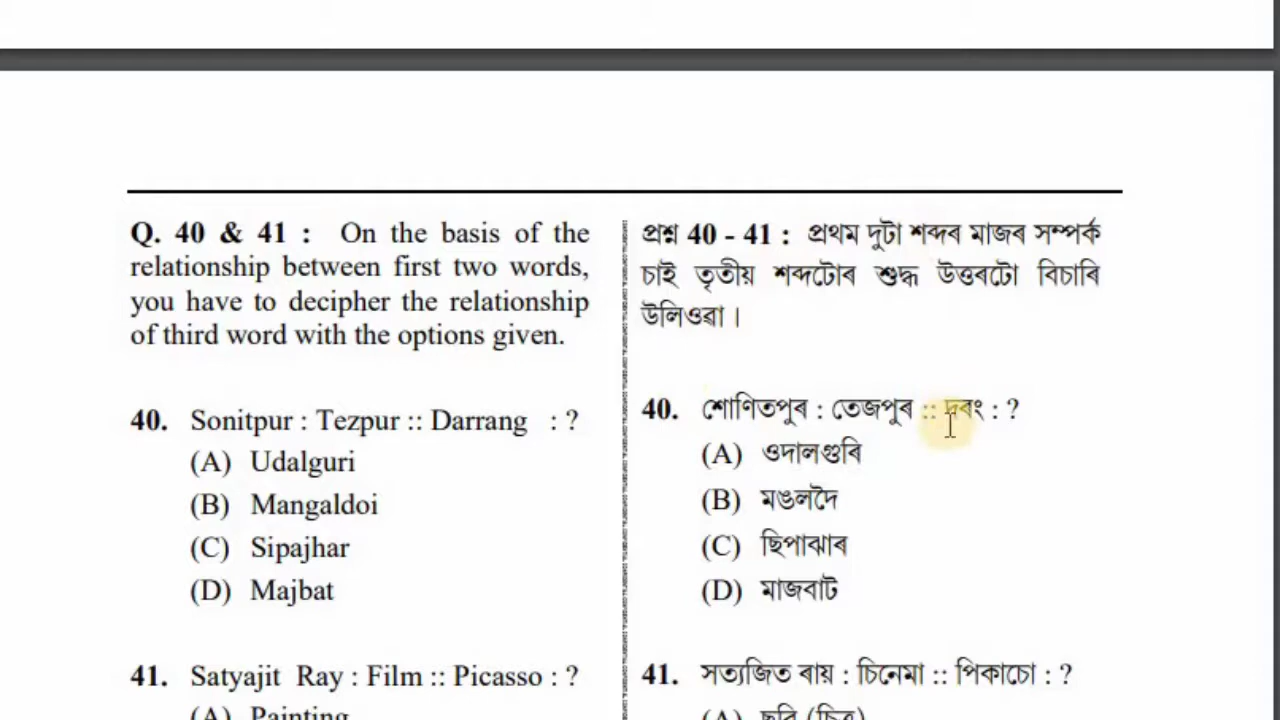 Q. 40 & 41 : On the basis of the
relationship between first two words,
you have to decipher the relationship
of third word with the options given.
40. Sonitpur : Tezpur :: Darrang : ?
(A) Udalguri
(B) Mangaldoi
(C) Sipajhar
(D) Majbat
41. Satyajit Ray : Film :: Picasso : ?
(A) Painting
প্ৰশ্ন 40 - 41 : প্ৰথম দুটা শব্দৰ মাজৰ সম্পৰ্ক
চাই তৃতীয় শব্দটোৰ শুদ্ধ উত্তৰটো বিচাৰি
উলিওৱা ।
40. শোণিতপুৰ : তেজপুৰ :: দৰং : ?
(A) ওদালগুৰি
(B) মঙলদৈ
(C) ছিপাঝাৰ
(D) মাজবাট
41. সত্যজিত ৰায় : চিনেমা :: পিকাচো : ?
(A) ছবি (চিত্ৰ)